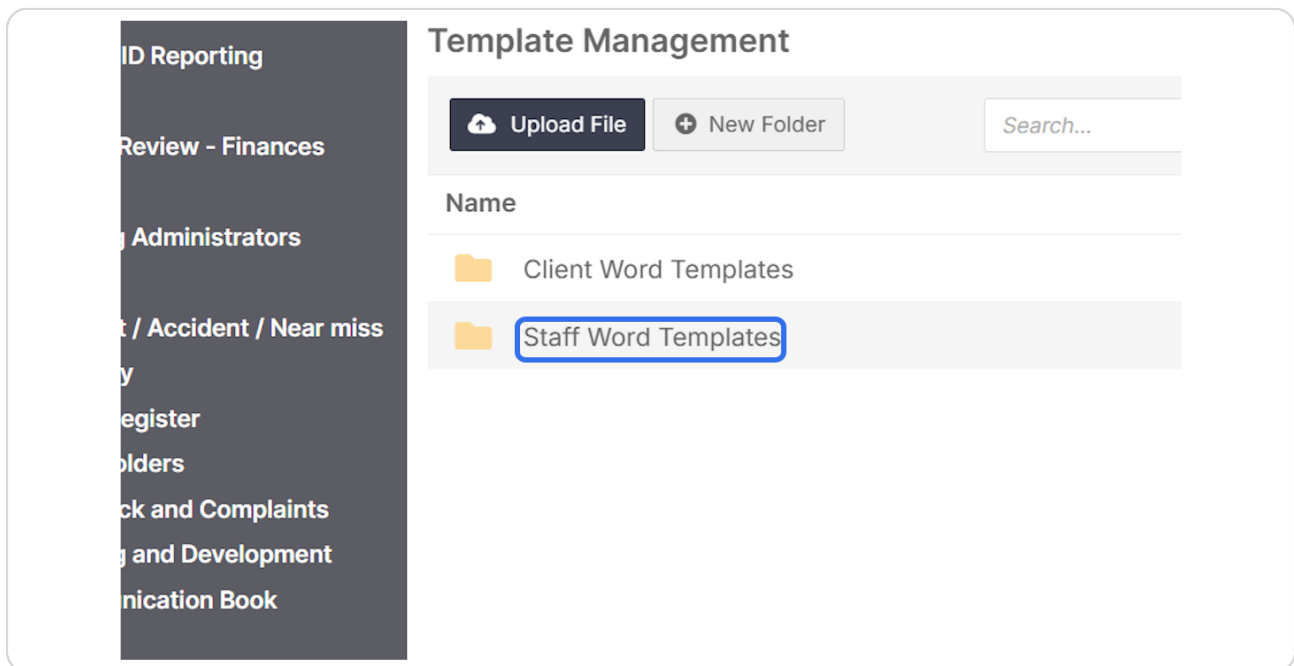 ID Reporting
Review - Finances
Administrators
/ Accident / Near miss
ck and Complaints
and Development
nication Book
egister
olders
Template Management
Upload File
New Folder
Search...
Name
Client Word Templates
Staff Word Templates